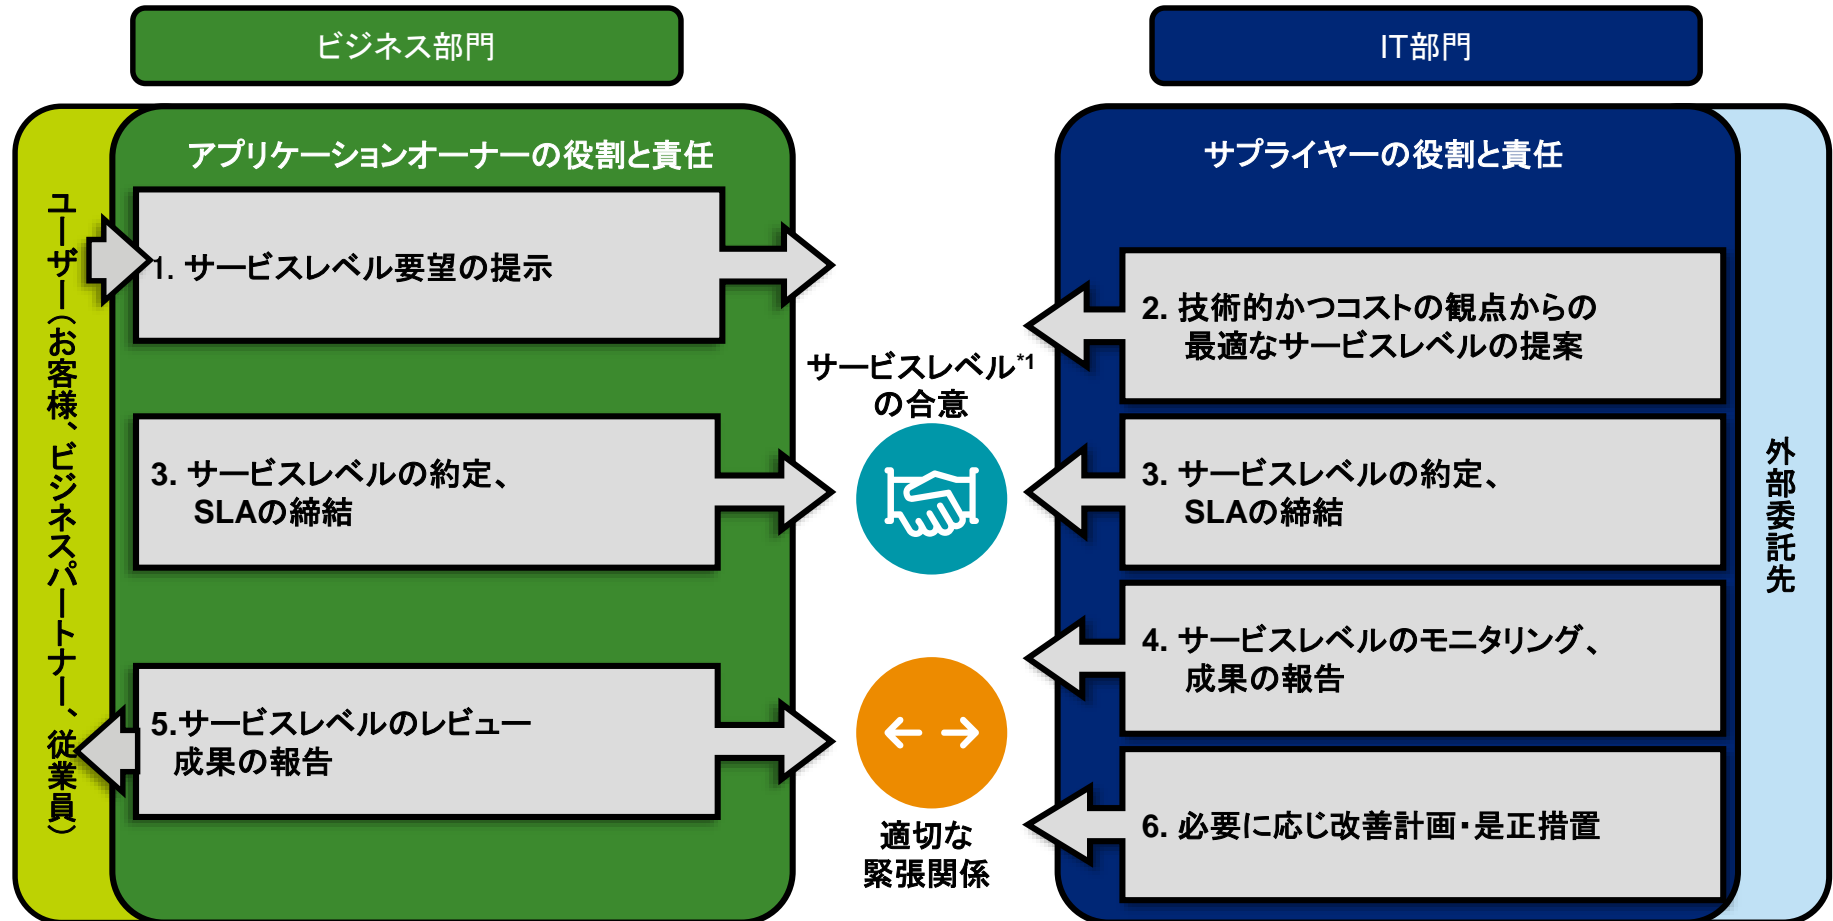 ビジネス部門
IT部門
アプリケーションオーナーの役割と責任
サプライヤーの役割と責任
ユーザー（お客様、ビジネスパートナー、従業員）
1. サービスレベル要望の提示
2. 技術的かつコストの観点からの
最適なサービスレベルの提案
サービスレベル*1
の合意
3. サービスレベルの約定、
SLAの締結
3. サービスレベルの約定、
SLAの締結
外部委託先
4. サービスレベルのモニタリング、
成果の報告
5.サービスレベルのレビュー
成果の報告
適切な
緊張関係
6. 必要に応じ改善計画・是正措置